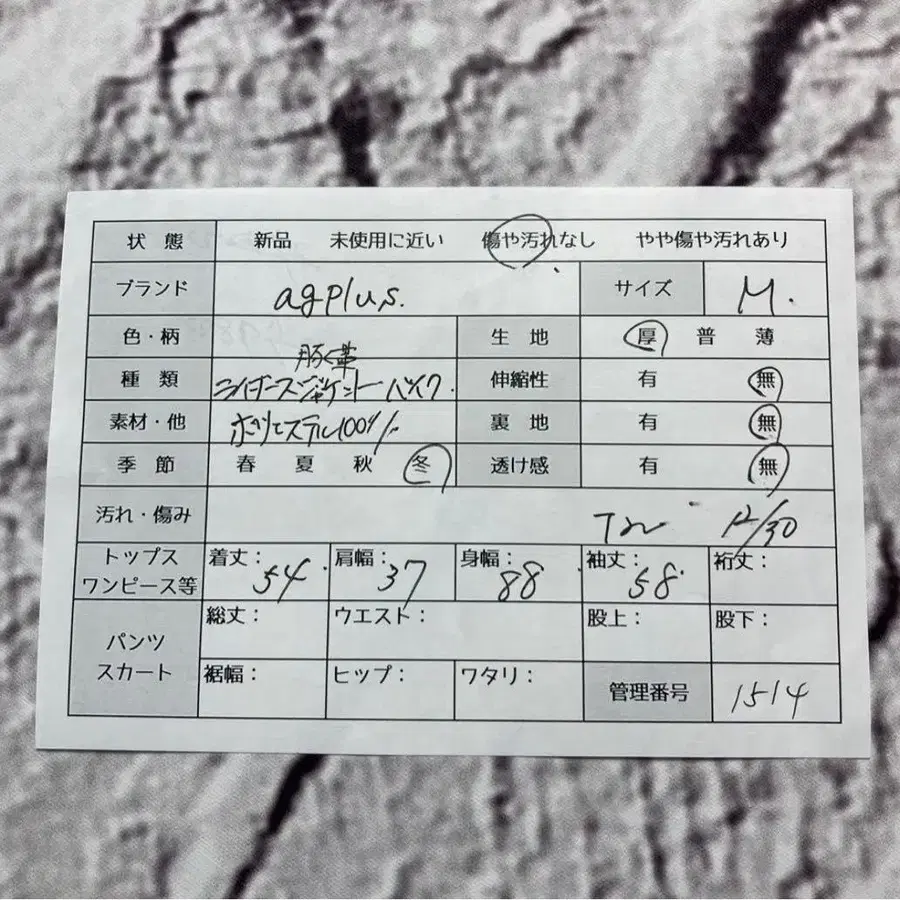 状態 新品 未使用に近い 傷や汚れなし やや傷や汚れあり
ブランド agplus. サイズ M.
色・柄 生地 厚 普 薄
豚革
種類 ライダースジャケット バイク. 伸縮性 有 無
素材・他 ポリエステル100% 裏地 有 無
季節 春 夏 秋 冬 透け感 有 無
汚れ・傷み 12/30
トップス ワンピース等 着丈: 54 肩幅: 37 身幅: 88 袖丈: 58 裄丈:
パンツ スカート 総丈: ウエスト: 股上: 股下:
裾幅: ヒップ: ワタリ: 管理番号 1514